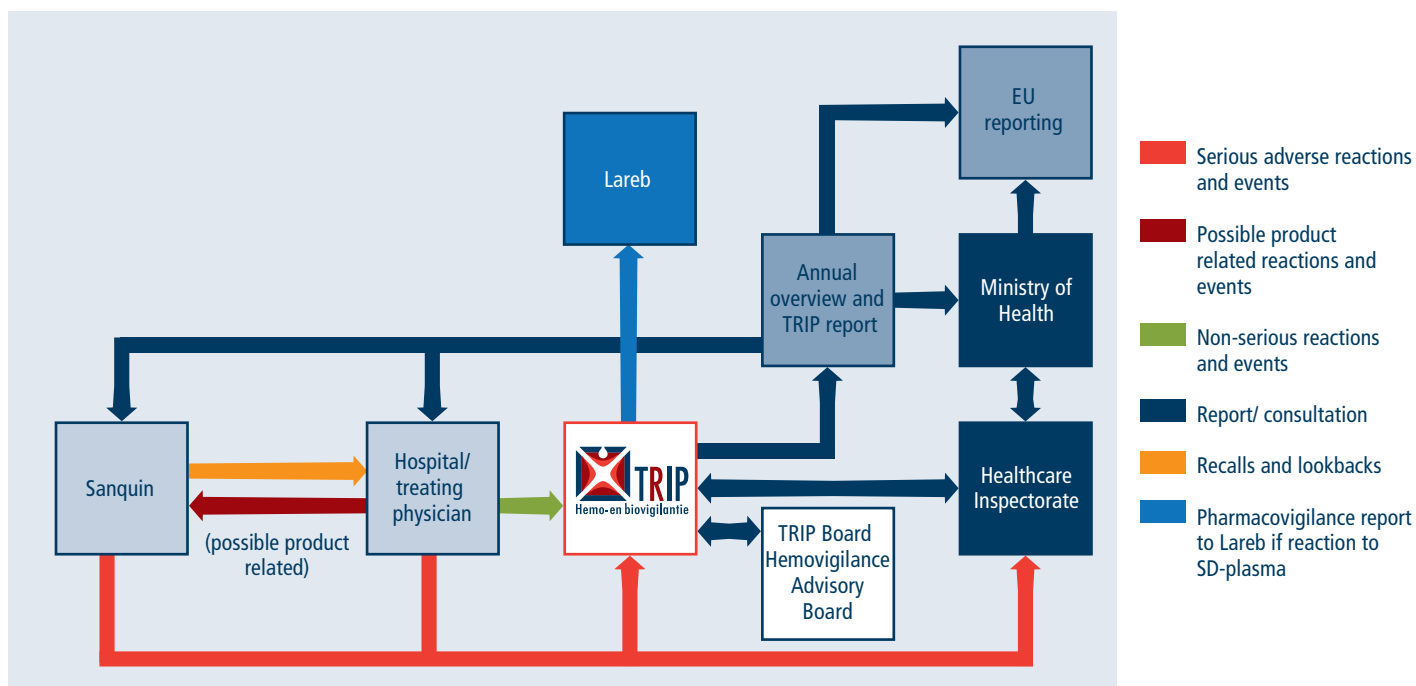 EU
reporting
Lareb
Annual
overview and
TRIP report
Ministry of
Health
Sanquin
Hospital/
treating
physician
(possible product
related)
TRIP
Hemo-en biovigilantie
TRIP Board
Hemovigilance
Advisory
Board
Healthcare
Inspectorate
Serious adverse reactions
and events
Possible product
related reactions and
events
Non-serious reactions
and events
Report/ consultation
Recalls and lookbacks
Pharmacovigilance report
to Lareb if reaction to
SD-plasma